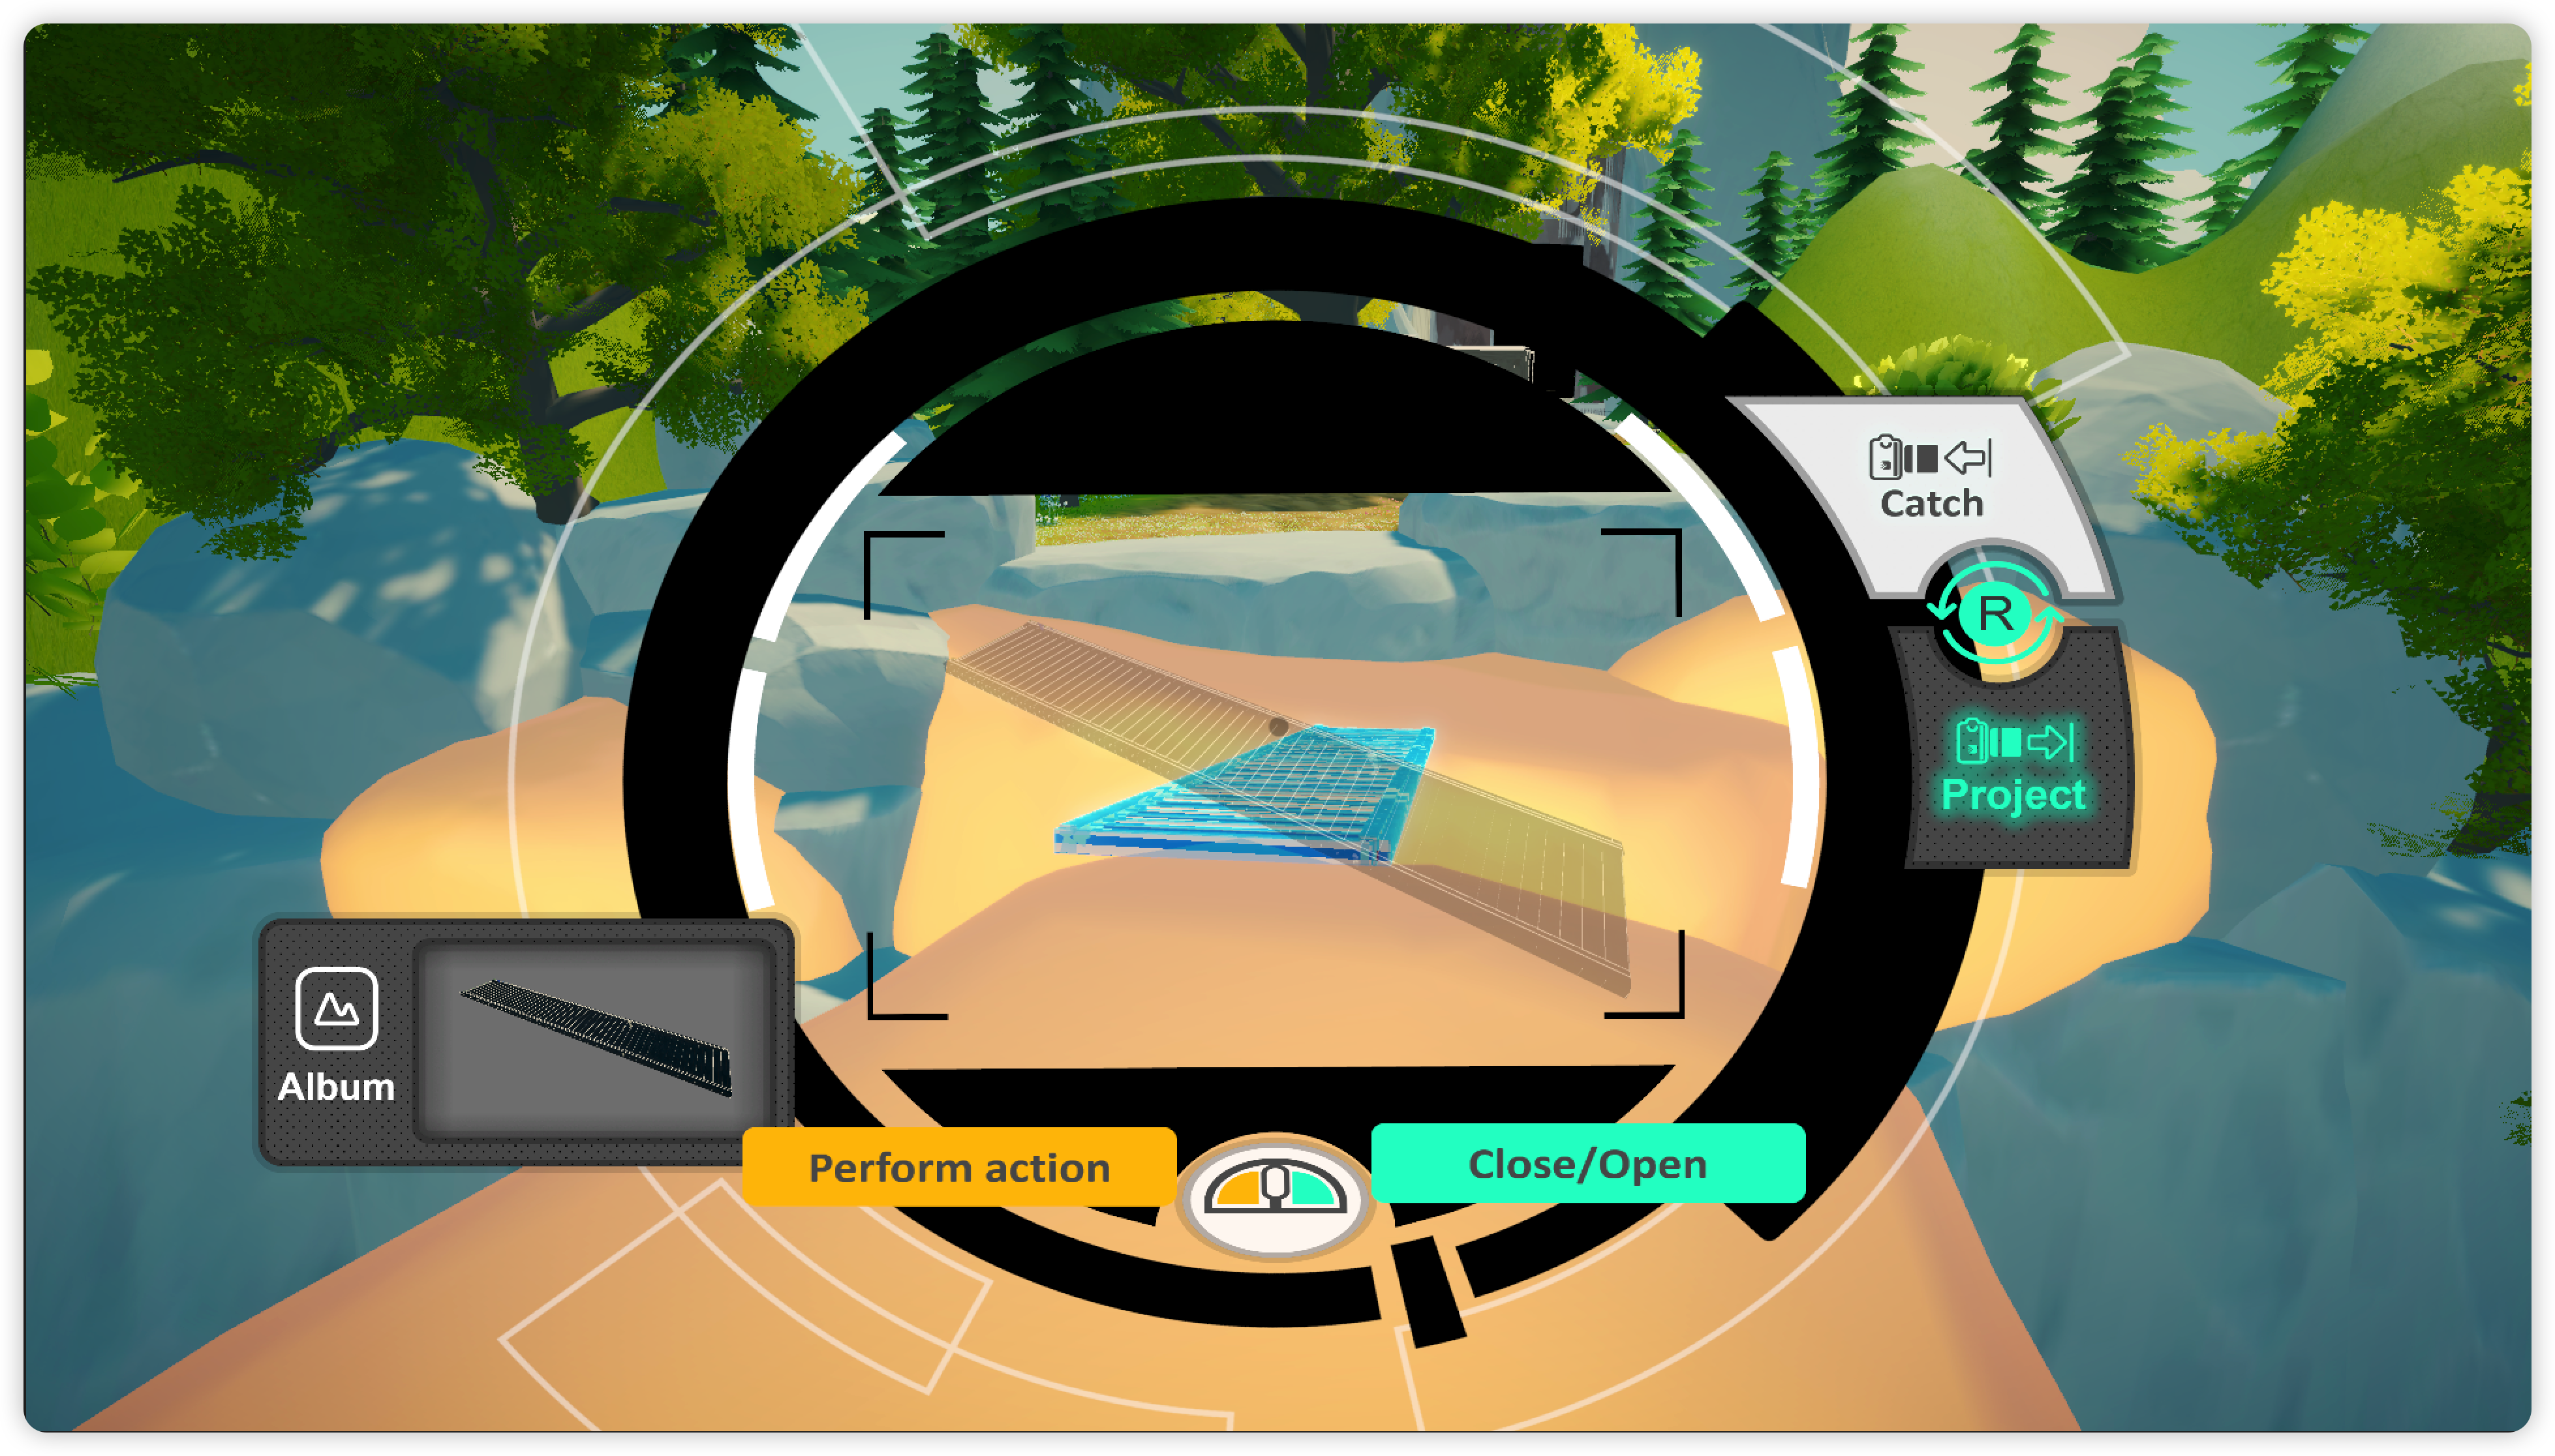 Catch
R
Project
Album
Perform action
Close/Open